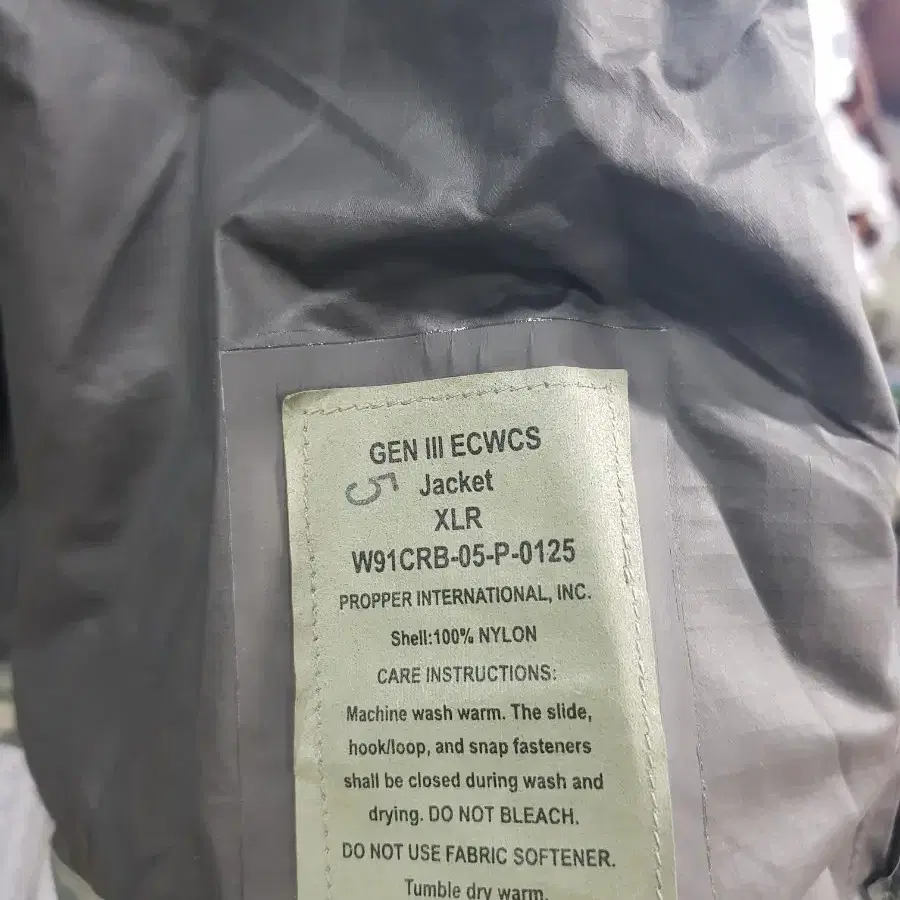 GEN III ECWCS
5 Jacket
XLR
W91CRB-05-P-0125
PROPPER INTERNATIONAL, INC.
Shell:100% NYLON
CARE INSTRUCTIONS:
Machine wash warm. The slide,
hook/loop, and snap fasteners
shall be closed during wash and
drying. DO NOT BLEACH.
DO NOT USE FABRIC SOFTENER.
Tumble dry warm.